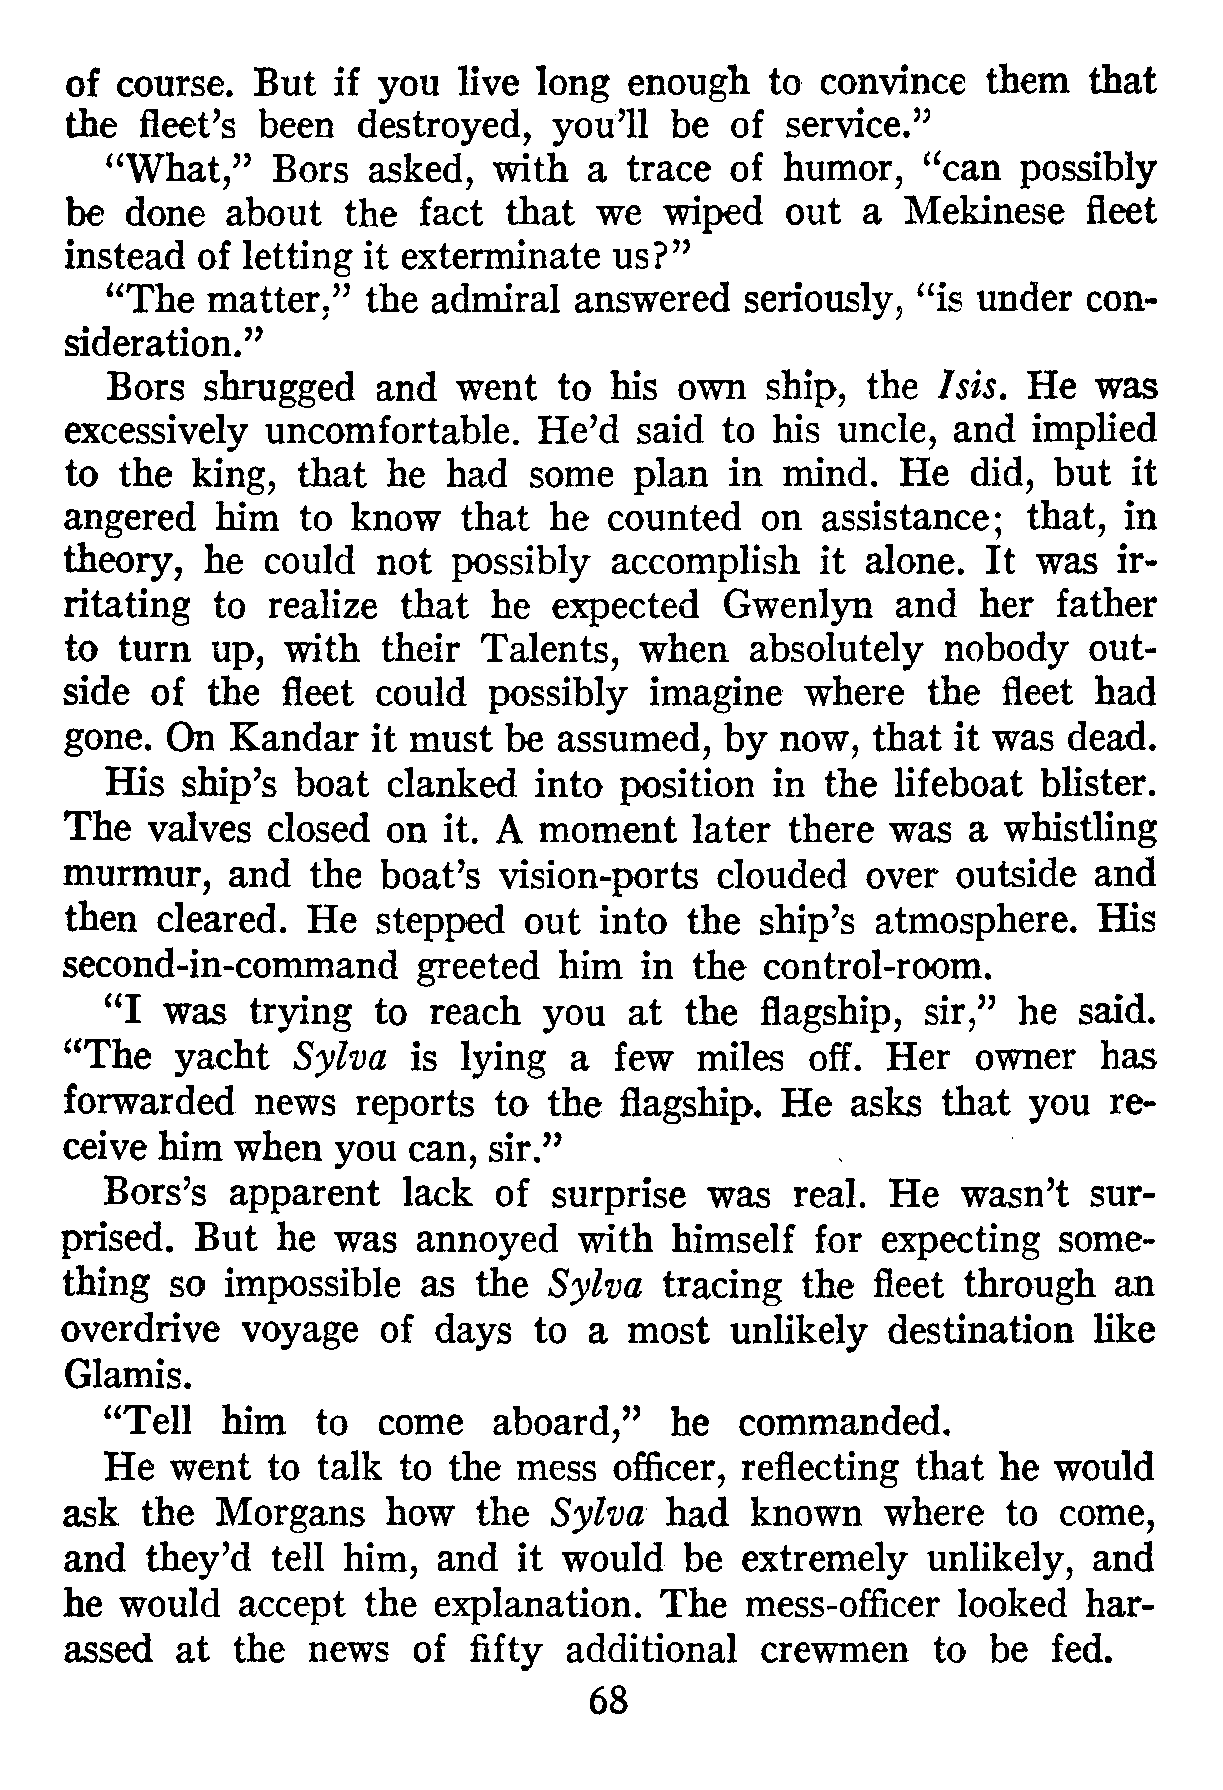 of course. But if you live long enough to convince them that
the fleet's been destroyed, you'll be of service."
"What," Bors asked, with a trace of humor, "can possibly
be done about the fact that we wiped out a Mekinese fleet
instead of letting it exterminate us?"
"The matter," the admiral answered seriously, "is under con-
sideration."
Bors shrugged and went to his own ship, the Isis. He was
excessively uncomfortable. He'd said to his uncle, and implied
to the king, that he had some plan in mind. He did, but it
angered him to know that he counted on assistance; that, in
theory, he could not possibly accomplish it alone. It was ir-
ritating to realize that he expected Gwenlyn and her father
to turn up, with their Talents, when absolutely nobody out-
side of the fleet could possibly imagine where the fleet had
gone. On Kandar it must be assumed, by now, that it was dead.
His ship's boat clanked into position in the lifeboat blister.
The valves closed on it. A moment later there was a whistling
murmur, and the boat's vision-ports clouded over outside and
then cleared. He stepped out into the ship's atmosphere. His
second-in-command greeted him in the control-room.
"I was trying to reach you at the flagship, sir," he said.
"The yacht Sylva is lying a few miles off. Her owner has
forwarded news reports to the flagship. He asks that you re-
ceive him when you can, sir."
Bors's apparent lack of surprise was real. He wasn't sur-
prised. But he was annoyed with himself for expecting some-
thing so impossible as the Sylva tracing the fleet through an
overdrive voyage of days to a most unlikely destination like
Glamis.
"Tell him to come aboard," he commanded.
He went to talk to the mess officer, reflecting that he would
ask the Morgans how the Sylva had known where to come,
and they'd tell him, and it would be extremely unlikely, and
he would accept the explanation. The mess-officer looked har-
assed at the news of fifty additional crewmen to be fed.
68